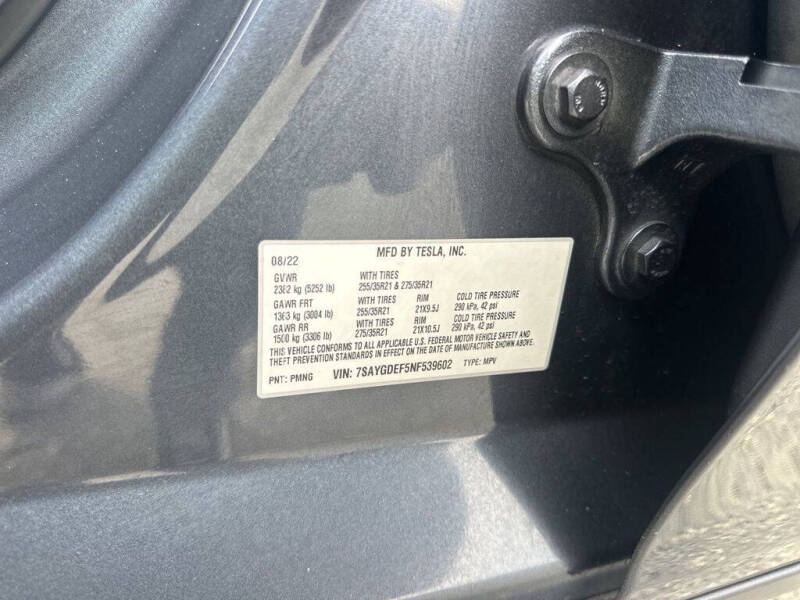 08/22 MFD BY TESLA, INC.
GVWR WITH TIRES
2382 kg (5252 lb) 255/35R21 & 275/35R21
GAWR FRT WITH TIRES RIM COLD TIRE PRESSURE
1363 kg (3004 lb) 255/35R21 21X9.5J 290 kPa, 42 psi
GAWR RR WITH TIRES RIM COLD TIRE PRESSURE
1500 kg (3306 lb) 275/35R21 21X10.5J 290 kPa, 42 psi
THIS VEHICLE CONFORMS TO ALL APPLICABLE U.S. FEDERAL MOTOR VEHICLE SAFETY AND
THEFT PREVENTION STANDARDS IN EFFECT ON THE DATE OF MANUFACTURE SHOWN ABOVE.
PNT: PMNG VIN: 7SAYGDEF5NF539602 TYPE: MPV